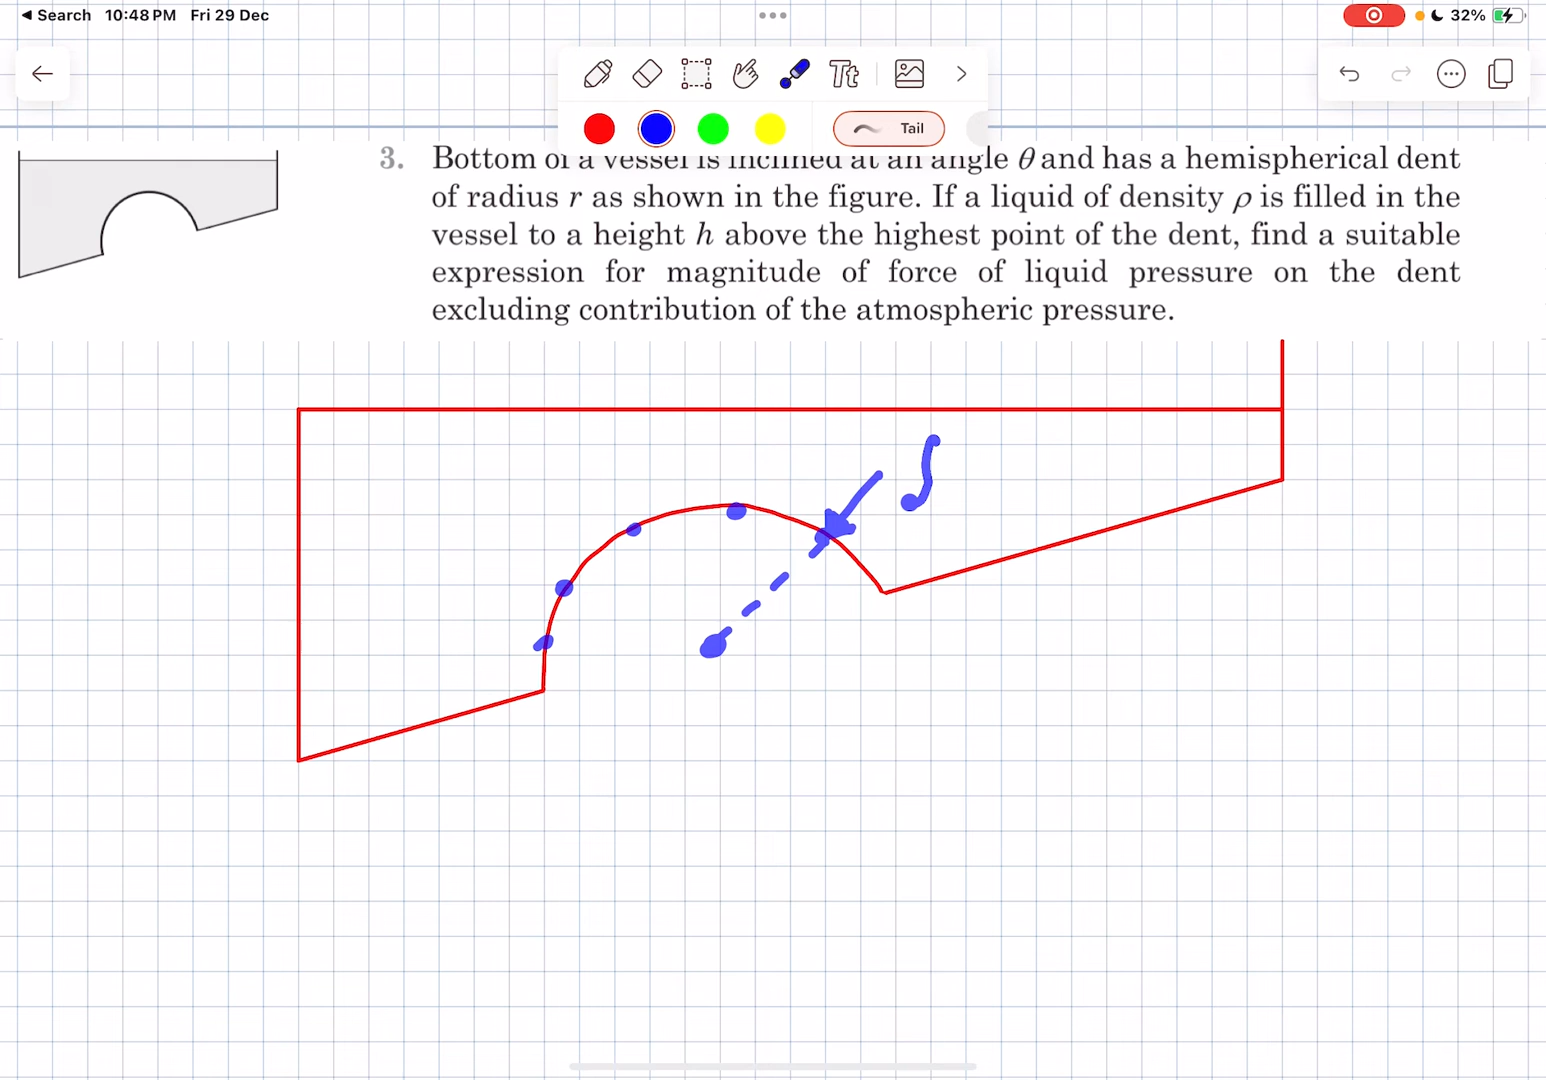 Search 10:48 PM Fri 29 Dec
32%
Tt
Tail
3. Bottom of a vessel is inclined at an angle θ and has a hemispherical dent
of radius r as shown in the figure. If a liquid of density ρ is filled in the
vessel to a height h above the highest point of the dent, find a suitable
expression for magnitude of force of liquid pressure on the dent
excluding contribution of the atmospheric pressure.